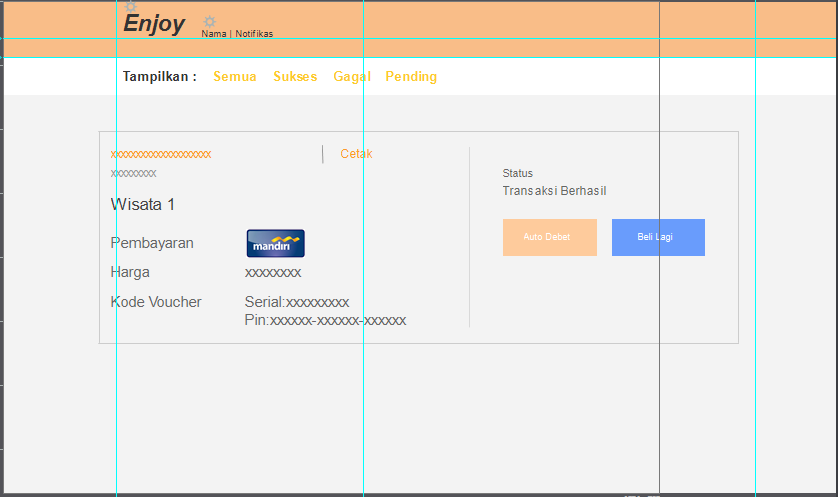 Enjoy
Nama | Notifikas
Tampilkan : Semua Sukses Gagal Pending
xxxxxxxxxxxxxxxxxxx | Cetak
xxxxxxxxx
Wisata 1
Pembayaran mandiri
Harga xxxxxxxx
Kode Voucher Serial:xxxxxxxxx
Pin:xxxxxx-xxxxxx-xxxxxx
Status
Transaksi Berhasil
Auto Debet Beli Lagi